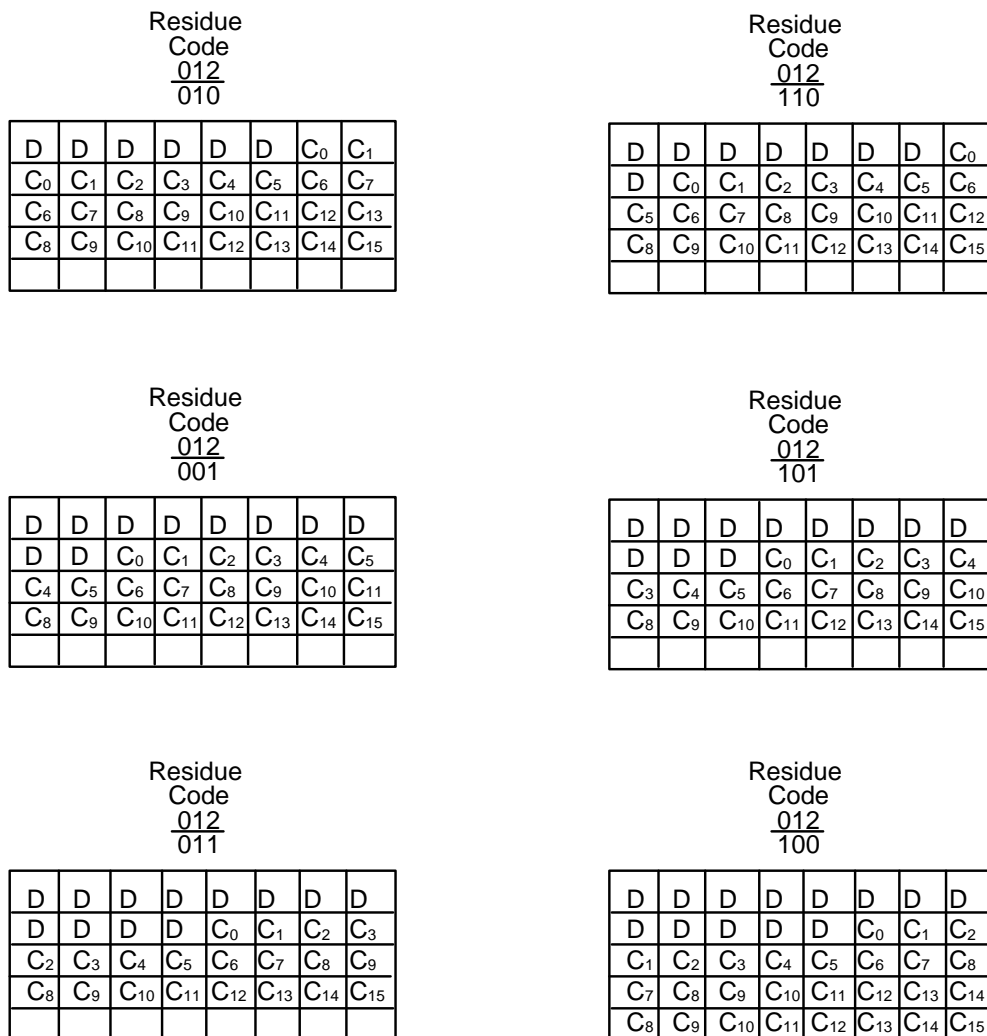 Residue
Code
012
010
D D D D D D C₀ C₁
C₀ C₁ C₂ C₃ C₄ C₅ C₆ C₇
C₆ C₇ C₈ C₉ C₁₀ C₁₁ C₁₂ C₁₃
C₈ C₉ C₁₀ C₁₁ C₁₂ C₁₃ C₁₄ C₁₅
Residue
Code
012
110
D D D D D D D C₀
D C₀ C₁ C₂ C₃ C₄ C₅ C₆
C₅ C₆ C₇ C₈ C₉ C₁₀ C₁₁ C₁₂
C₈ C₉ C₁₀ C₁₁ C₁₂ C₁₃ C₁₄ C₁₅
Residue
Code
012
001
D D D D D D D D
D D C₀ C₁ C₂ C₃ C₄ C₅
C₄ C₅ C₆ C₇ C₈ C₉ C₁₀ C₁₁
C₈ C₉ C₁₀ C₁₁ C₁₂ C₁₃ C₁₄ C₁₅
Residue
Code
012
101
D D D D D D D D
D D D C₀ C₁ C₂ C₃ C₄
C₃ C₄ C₅ C₆ C₇ C₈ C₉ C₁₀
C₈ C₉ C₁₀ C₁₁ C₁₂ C₁₃ C₁₄ C₁₅
Residue
Code
012
011
D D D D D D D D
D D D D C₀ C₁ C₂ C₃
C₂ C₃ C₄ C₅ C₆ C₇ C₈ C₉
C₈ C₉ C₁₀ C₁₁ C₁₂ C₁₃ C₁₄ C₁₅
Residue
Code
012
100
D D D D D D D D
D D D D D C₀ C₁ C₂
C₁ C₂ C₃ C₄ C₅ C₆ C₇ C₈
C₇ C₈ C₉ C₁₀ C₁₁ C₁₂ C₁₃ C₁₄
C₈ C₉ C₁₀ C₁₁ C₁₂ C₁₃ C₁₄ C₁₅